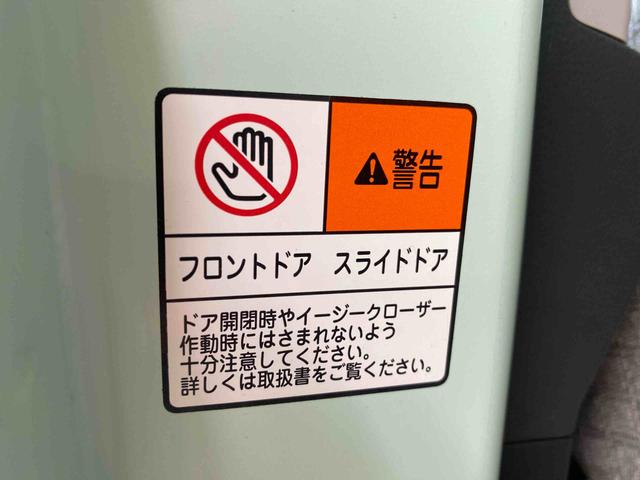 警告
フロントドア　スライドドア
ドア開閉時やイージークローザー
作動時にはさまれないよう
十分注意してください。
詳しくは取扱書をご覧ください。